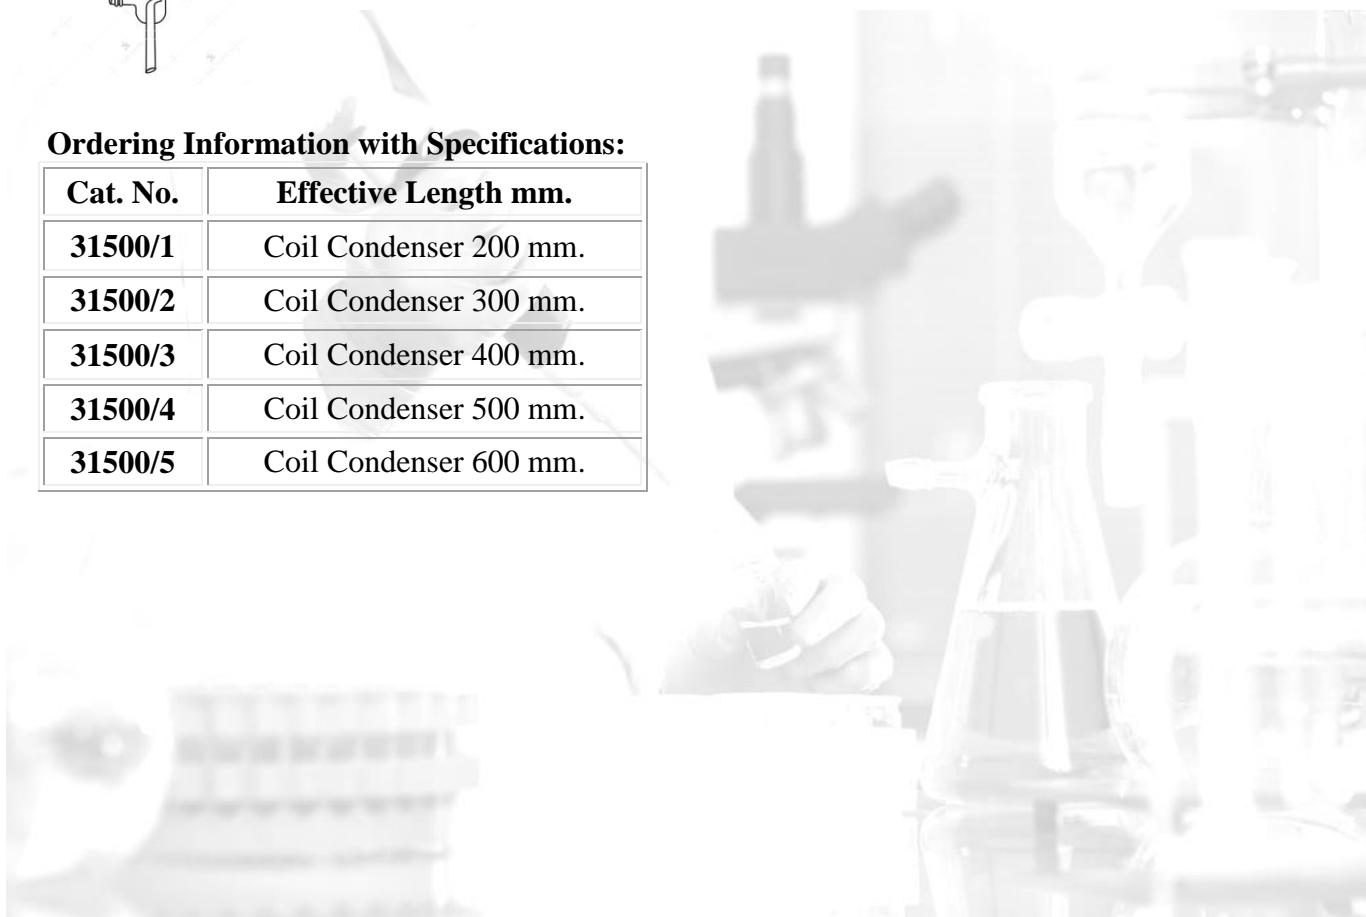 Ordering Information with Specifications:
Cat. No. Effective Length mm.
31500/1 Coil Condenser 200 mm.
31500/2 Coil Condenser 300 mm.
31500/3 Coil Condenser 400 mm.
31500/4 Coil Condenser 500 mm.
31500/5 Coil Condenser 600 mm.